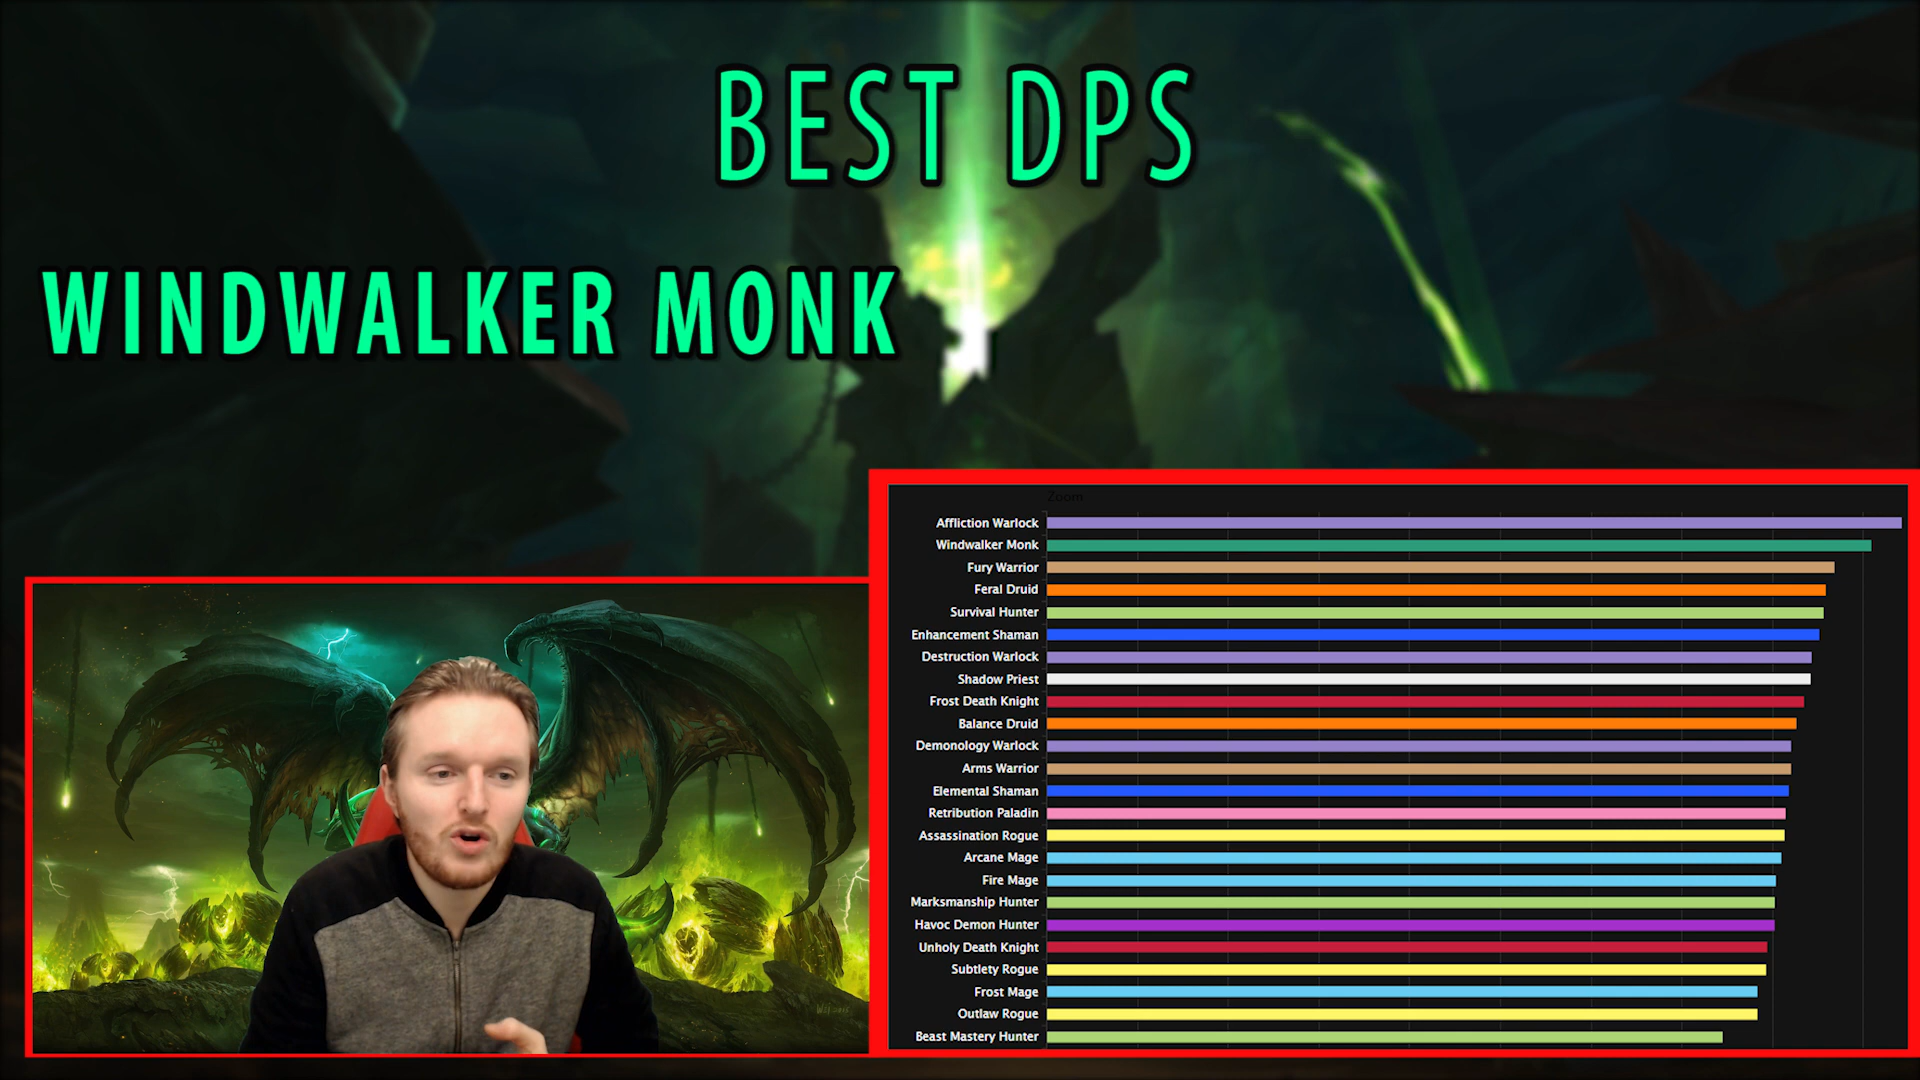 BEST DPS
WINDWALKER MONK
Zoom
Affliction Warlock
Windwalker Monk
Fury Warrior
Feral Druid
Survival Hunter
Enhancement Shaman
Destruction Warlock
Shadow Priest
Frost Death Knight
Balance Druid
Demonology Warlock
Arms Warrior
Elemental Shaman
Retribution Paladin
Assassination Rogue
Arcane Mage
Fire Mage
Marksmanship Hunter
Havoc Demon Hunter
Unholy Death Knight
Subtlety Rogue
Frost Mage
Outlaw Rogue
Beast Mastery Hunter